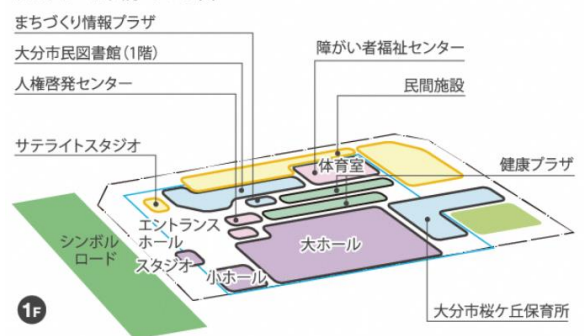 まちづくり情報プラザ
大分市民図書館(1階)
人権啓発センター
サテライトスタジオ
障がい者福祉センター
民間施設
体育室
健康プラザ
エントランス
ホール
シンボル
ロード
スタジオ
小ホール
大ホール
1F
大分市桜ケ丘保育所